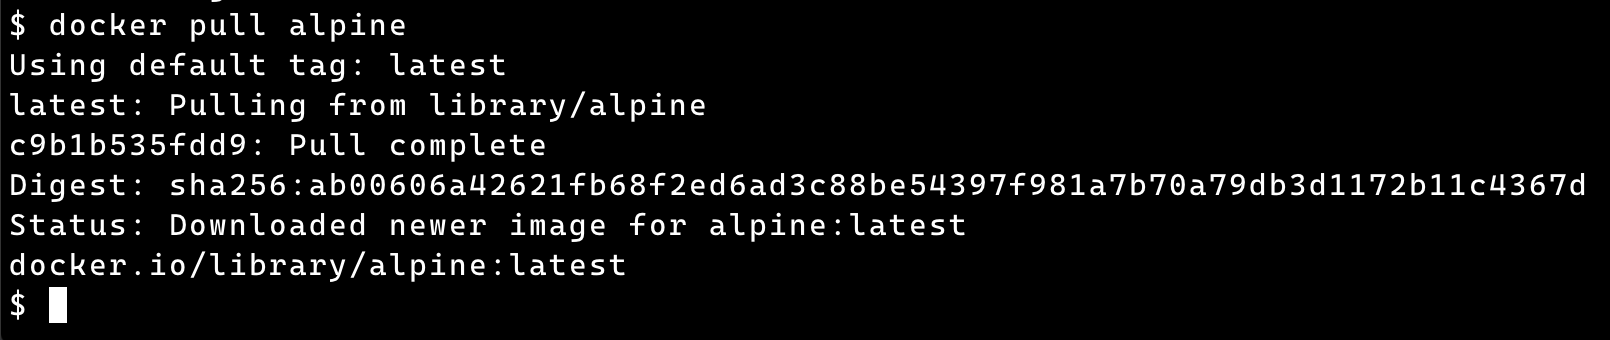 $ docker pull alpine
Using default tag: latest
latest: Pulling from library/alpine
c9b1b535fdd9: Pull complete
Digest: sha256:ab00606a42621fb68f2ed6ad3c88be54397f981a7b70a79db3d1172b11c4367d
Status: Downloaded newer image for alpine:latest
docker.io/library/alpine:latest
$